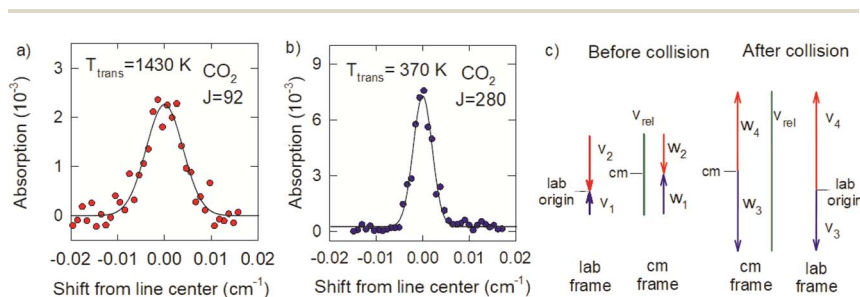 a)
T_trans=1430 K
CO₂
J=92
Absorption (10⁻³)
3
2
1
0
-0.02 -0.01 0.00 0.01 0.02
Shift from line center (cm⁻¹)
b)
T_trans=370 K
CO₂
J=280
Absorption (10⁻³)
9
6
3
0
-0.02 -0.01 0.00 0.01 0.02
Shift from line center (cm⁻¹)
c)
Before collision
After collision
v₂
v_rel
w₂
cm
lab
origin
v₁
w₁
lab
frame
cm
frame
w₄
v_rel
v₄
cm
lab
origin
w₃
v₃
cm
frame
lab
frame